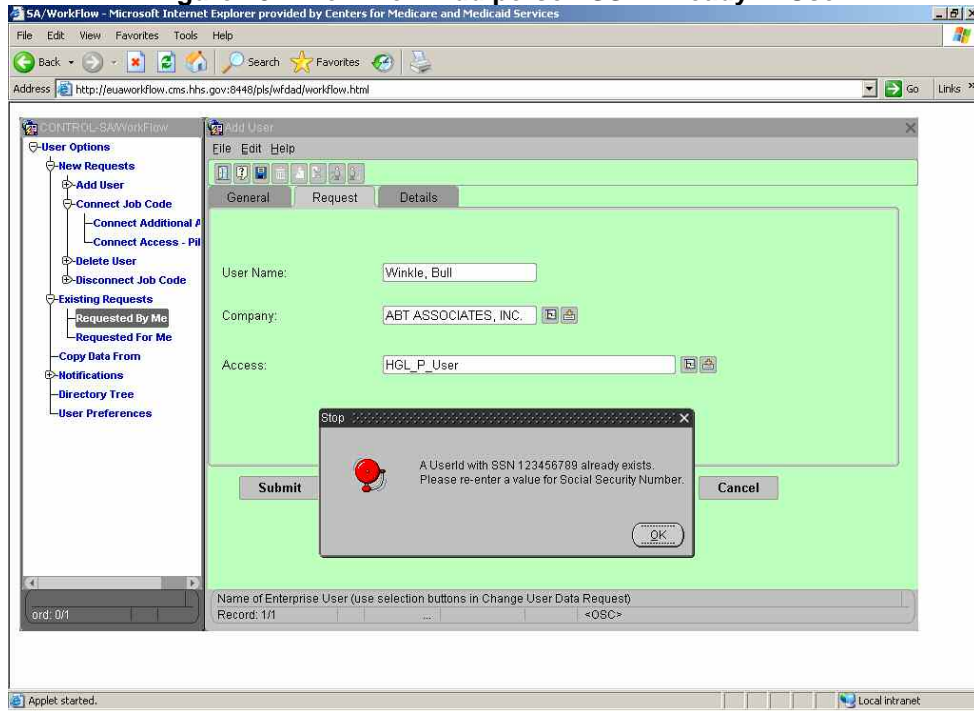 SA/WorkFlow - Microsoft Internet Explorer provided by Centers for Medicare and Medicaid Services
File Edit View Favorites Tools Help
Back Search Favorites
Address http://euaworkflow.cms.hhs.gov:8448/pls/wfdad/workflow.html Go Links »
CONTROL-SA/WorkFlow
User Options
New Requests
Add User
Connect Job Code
Connect Additional A
Connect Access - Pil
Delete User
Disconnect Job Code
Existing Requests
Requested By Me
Requested For Me
Copy Data From
Notifications
Directory Tree
User Preferences
ord: 0/1
Add User
File Edit Help
General Request Details
User Name: Winkle, Bull
Company: ABT ASSOCIATES, INC.
Access: HGL_P_User
Stop
A UserId with SSN 123456789 already exists.
Please re-enter a value for Social Security Number.
OK
Submit Cancel
Name of Enterprise User (use selection buttons in Change User Data Request)
Record: 1/1 ... <OSC>
Applet started. Local intranet